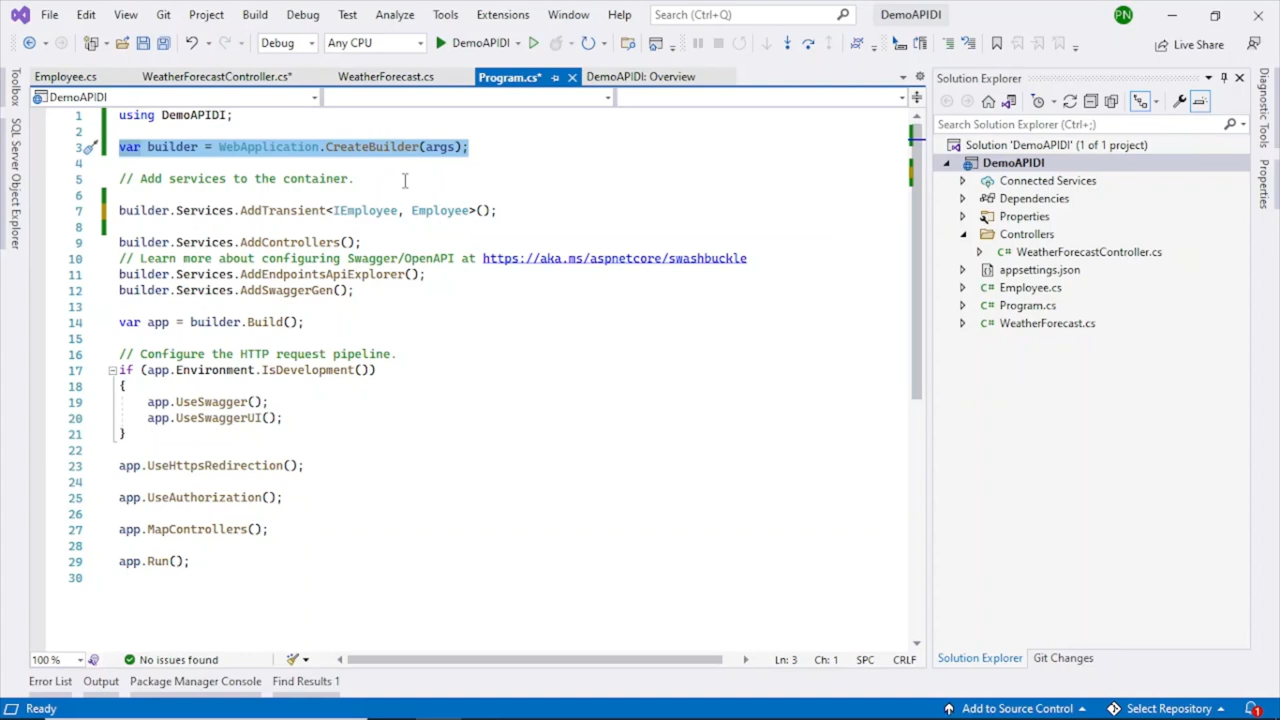 File Edit View Git Project Build Debug Test Analyze Tools Extensions Window Help Search (Ctrl+Q) DemoAPIDI PN
Debug Any CPU DemoAPIDI Live Share
Employee.cs WeatherForecastController.cs* WeatherForecast.cs Program.cs* DemoAPIDI: Overview
DemoAPIDI
1 using DemoAPIDI;
2
3 var builder = WebApplication.CreateBuilder(args);
4
5 // Add services to the container.
6
7 builder.Services.AddTransient<IEmployee, Employee>();
8
9 builder.Services.AddControllers();
10 // Learn more about configuring Swagger/OpenAPI at https://aka.ms/aspnetcore/swashbuckle
11 builder.Services.AddEndpointsApiExplorer();
12 builder.Services.AddSwaggerGen();
13
14 var app = builder.Build();
15
16 // Configure the HTTP request pipeline.
17 if (app.Environment.IsDevelopment())
18 {
19 app.UseSwagger();
20 app.UseSwaggerUI();
21 }
22
23 app.UseHttpsRedirection();
24
25 app.UseAuthorization();
26
27 app.MapControllers();
28
29 app.Run();
30
100 % No issues found Ln: 3 Ch: 1 SPC CRLF
Error List Output Package Manager Console Find Results 1
Ready Add to Source Control Select Repository 1
Toolbox
SQL Server Object Explorer
Solution Explorer
Search Solution Explorer (Ctrl+;)
Solution 'DemoAPIDI' (1 of 1 project)
DemoAPIDI
Connected Services
Dependencies
Properties
Controllers
C# WeatherForecastController.cs
appsettings.json
C# Employee.cs
C# Program.cs
C# WeatherForecast.cs
Solution Explorer Git Changes
Diagnostic Tools
Properties